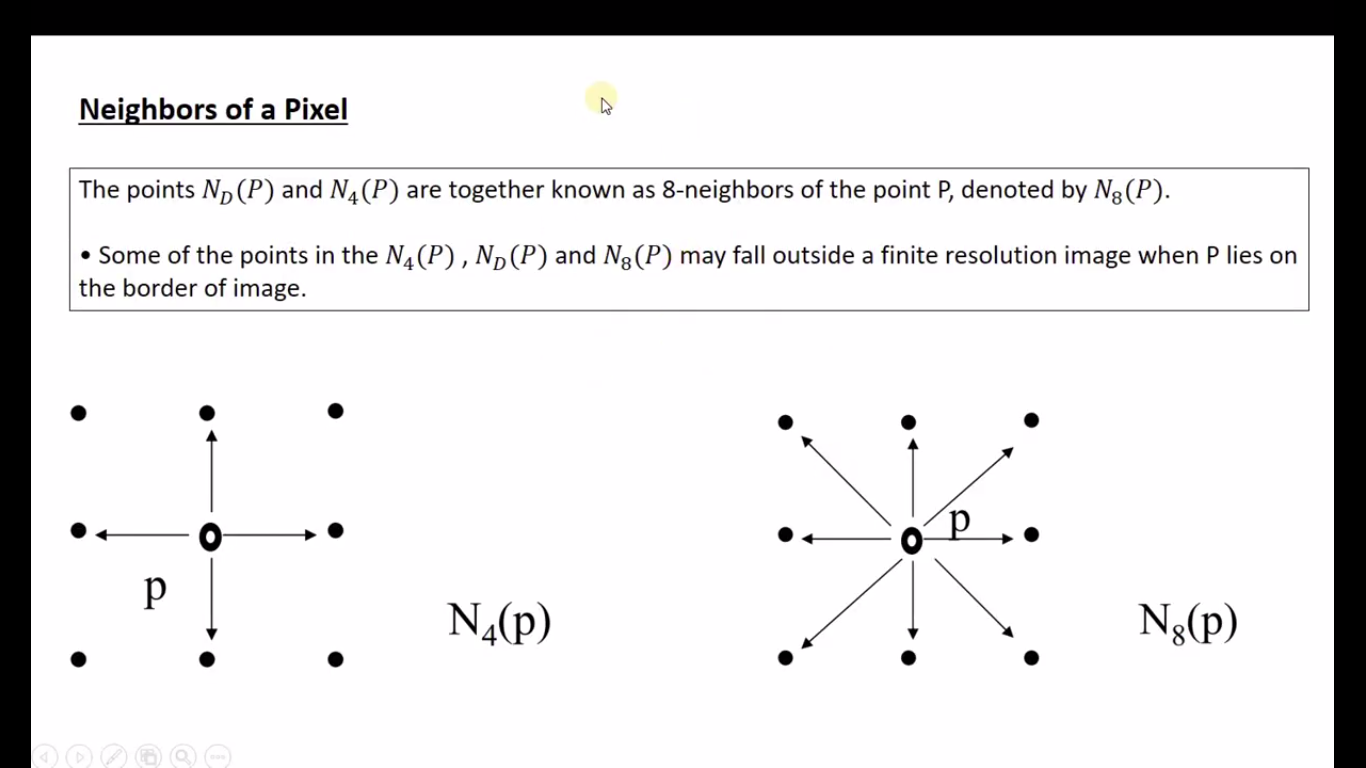 Neighbors of a Pixel
The points N_D(P) and N_4(P) are together known as 8-neighbors of the point P, denoted by N_8(P).
• Some of the points in the N_4(P) , N_D(P) and N_8(P) may fall outside a finite resolution image when P lies on
the border of image.
p
p
N_4(p)
N_8(p)